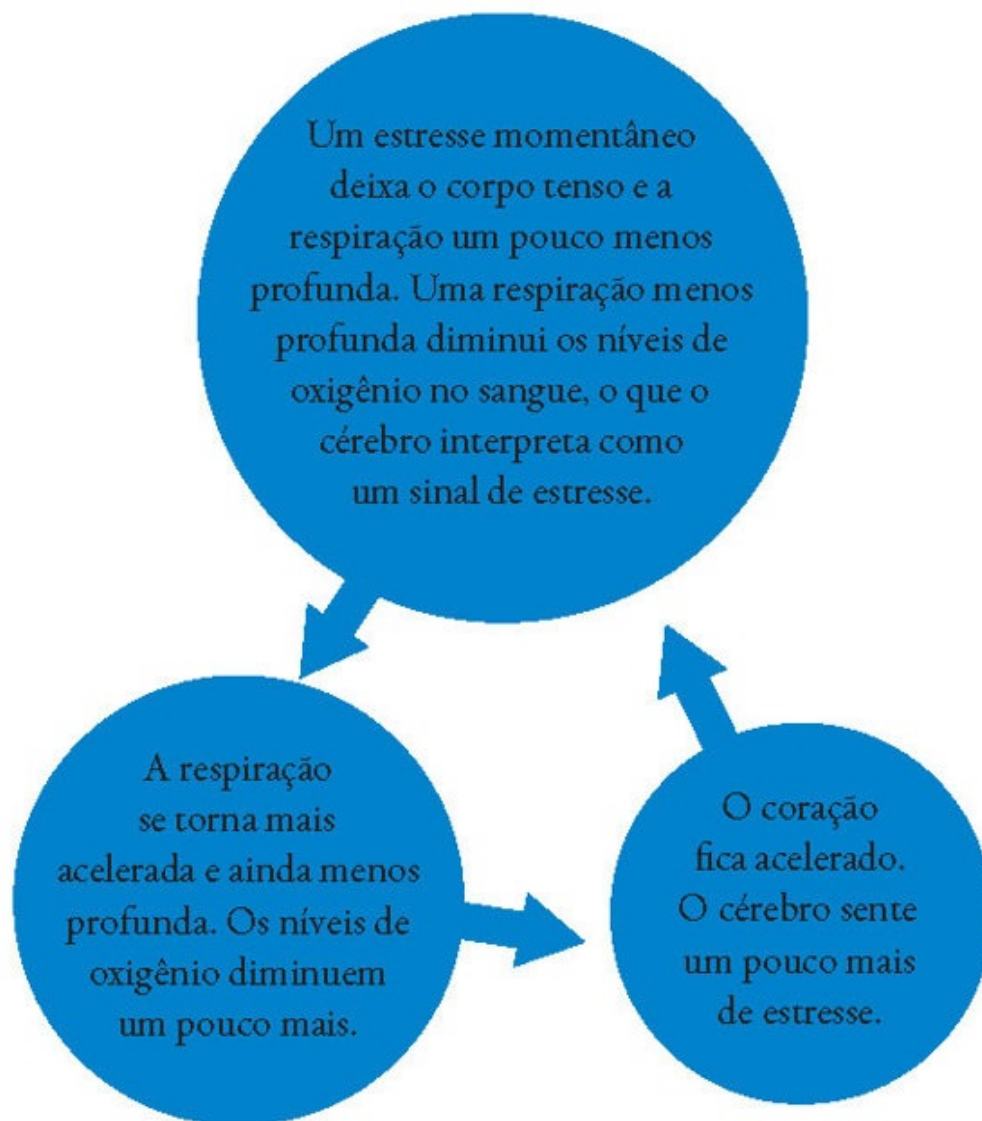 Um estresse momentâneo
deixa o corpo tenso e a
respiração um pouco menos
profunda. Uma respiração menos
profunda diminui os níveis de
oxigênio no sangue, o que o
cérebro interpreta como
um sinal de estresse.
A respiração
se torna mais
acelerada e ainda menos
profunda. Os níveis de
oxigênio diminuem
um pouco mais.
O coração
fica acelerado.
O cérebro sente
um pouco mais
de estresse.